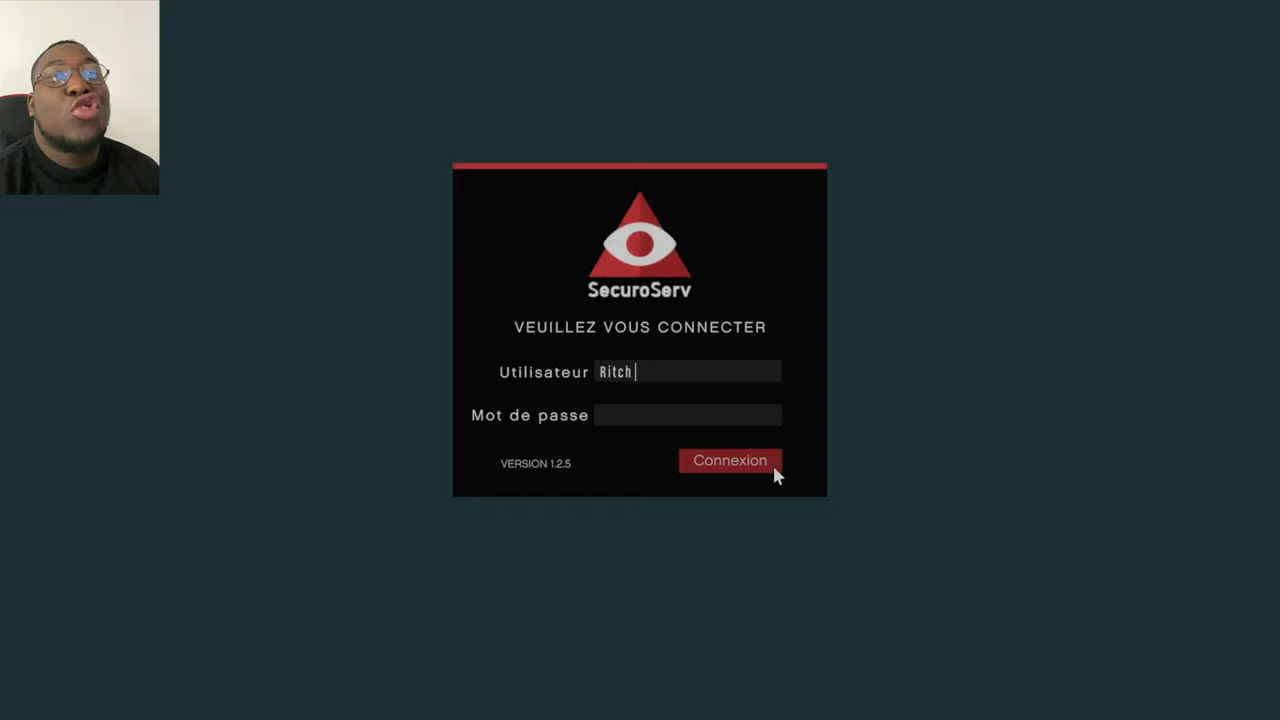 SecuroServ
VEUILLEZ VOUS CONNECTER
Utilisateur Ritch
Mot de passe
VERSION 1.2.5 Connexion